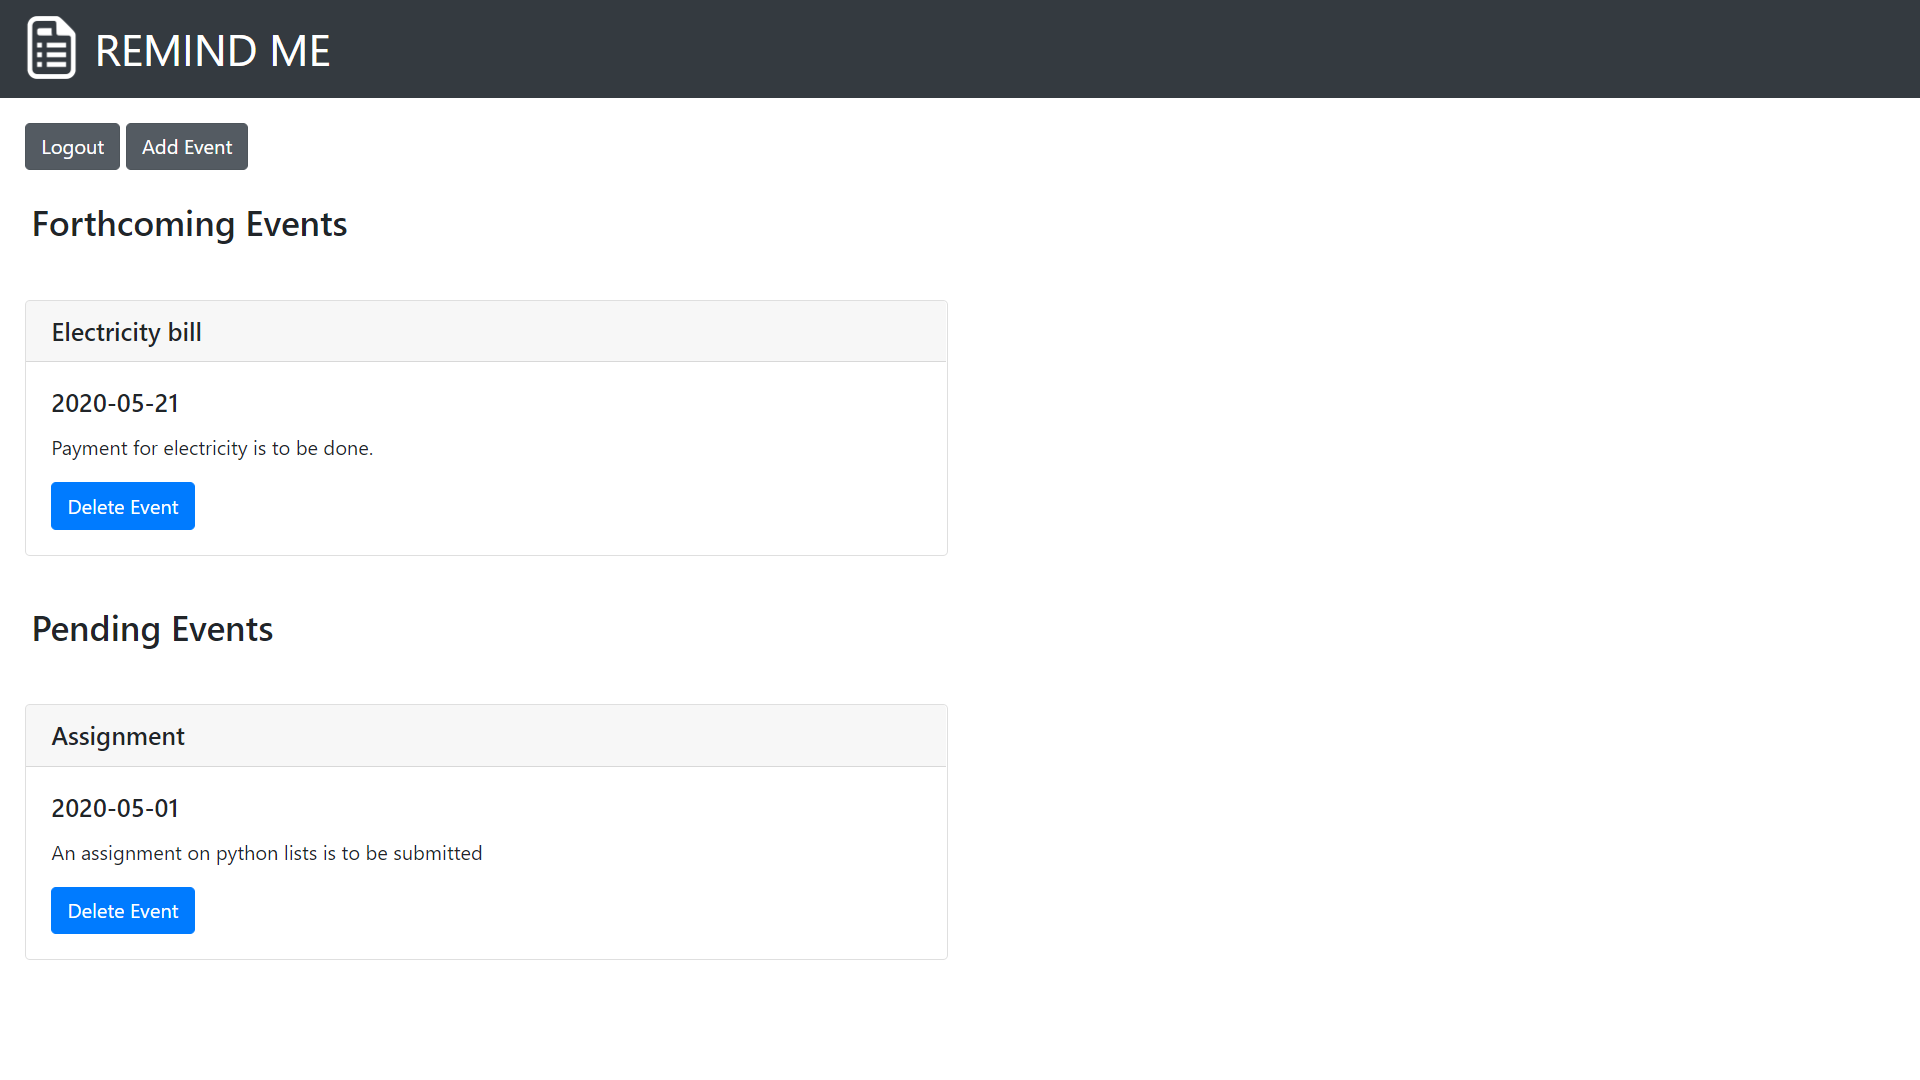 REMIND ME
Logout Add Event
Forthcoming Events
Electricity bill
2020-05-21
Payment for electricity is to be done.
Delete Event
Pending Events
Assignment
2020-05-01
An assignment on python lists is to be submitted
Delete Event